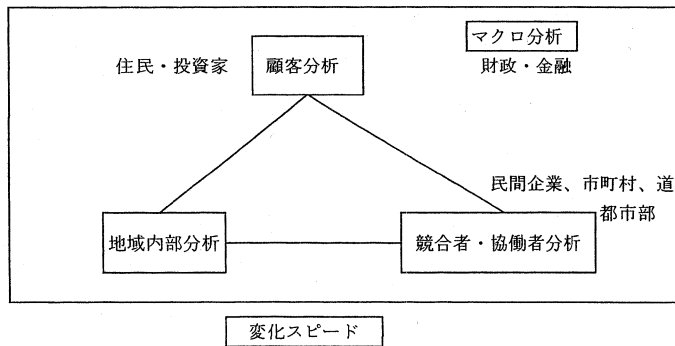 マクロ分析
住民・投資家
顧客分析
財政・金融
民間企業、市町村、道
都市部
地域内部分析
競合者・協働者分析
変化スピード